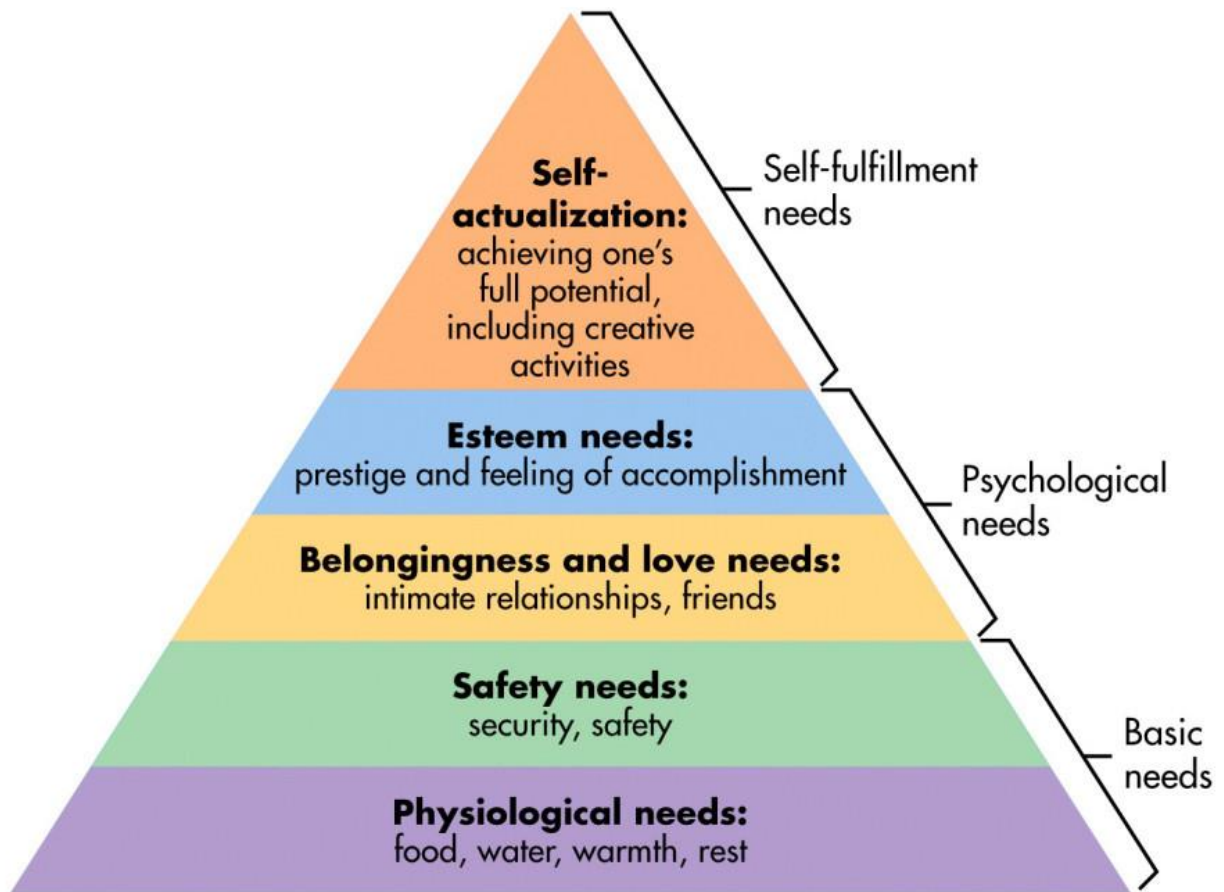 Self-
actualization:
achieving one’s
full potential,
including creative
activities
Self-fulfillment
needs
Esteem needs:
prestige and feeling of accomplishment
Belongingness and love needs:
intimate relationships, friends
Psychological
needs
Safety needs:
security, safety
Physiological needs:
food, water, warmth, rest
Basic
needs